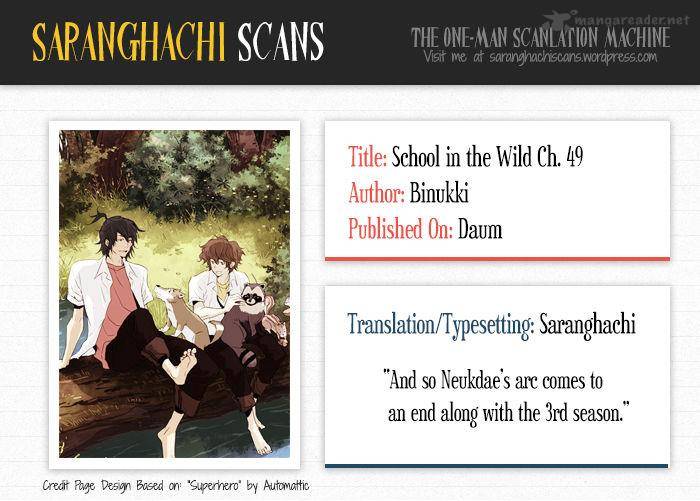 SARANGHACHI SCANS
mangareader.net
THE ONE-MAN SCANLATION MACHINE
Visit me at saranghachiscans.wordpress.com
Title: School in the Wild Ch. 49
Author: Binukki
Published On: Daum
Translation/Typesetting: Saranghachi
"And so Neukdae's arc comes to
an end along with the 3rd season."
Credit Page Design Based on: "Superhero" by Automattic